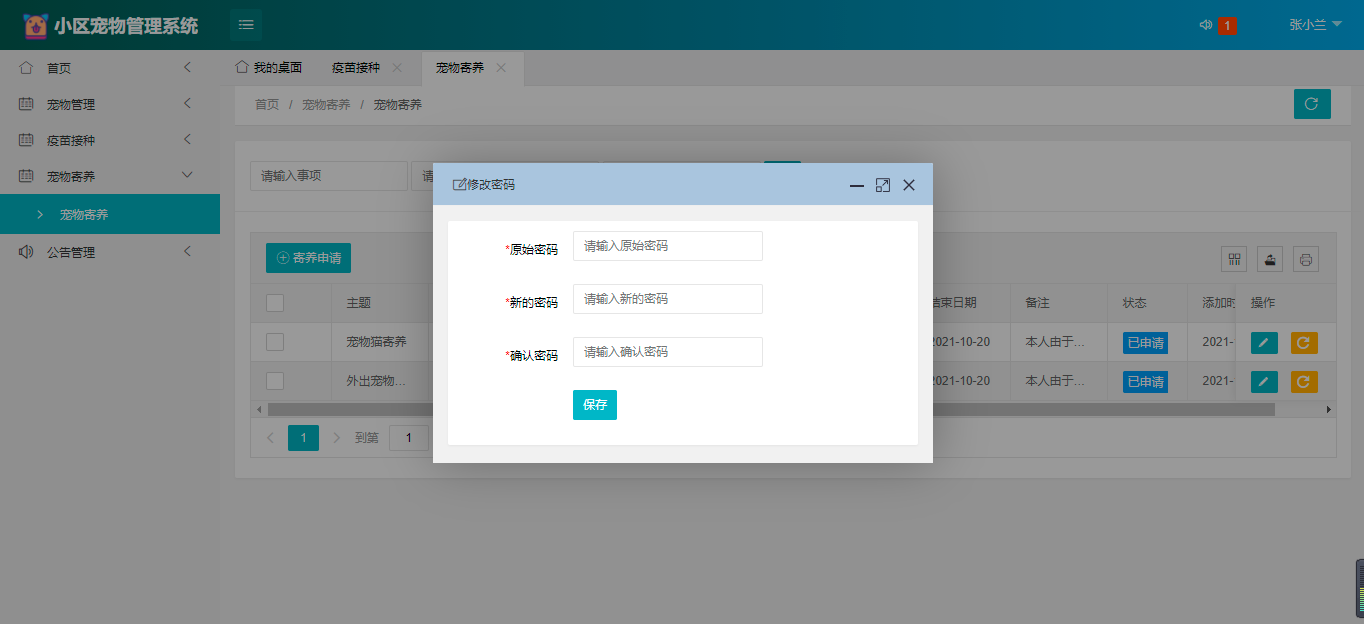 小区宠物管理系统
1
张小兰
首页
宠物管理
疫苗接种
宠物寄养
宠物寄养
公告管理
我的桌面 疫苗接种 宠物寄养
首页 / 宠物寄养 / 宠物寄养
请输入事项 请
寄养申请
主题 结束日期 备注 状态 添加时 操作
宠物猫寄养 2021-10-20 本人由于... 已申请 2021-
外出宠物... 2021-10-20 本人由于... 已申请 2021-
1 到第 1
修改密码
*原始密码 请输入原始密码
*新的密码 请输入新的密码
*确认密码 请输入确认密码
保存